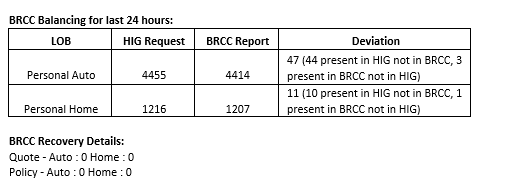 BRCC Balancing for last 24 hours:
LOB HIG Request BRCC Report Deviation
Personal Auto 4455 4414 47 (44 present in HIG not in BRCC, 3
present in BRCC not in HIG)
Personal Home 1216 1207 11 (10 present in HIG not in BRCC, 1
present in BRCC not in HIG)
BRCC Recovery Details:
Quote - Auto : 0 Home : 0
Policy - Auto : 0 Home : 0